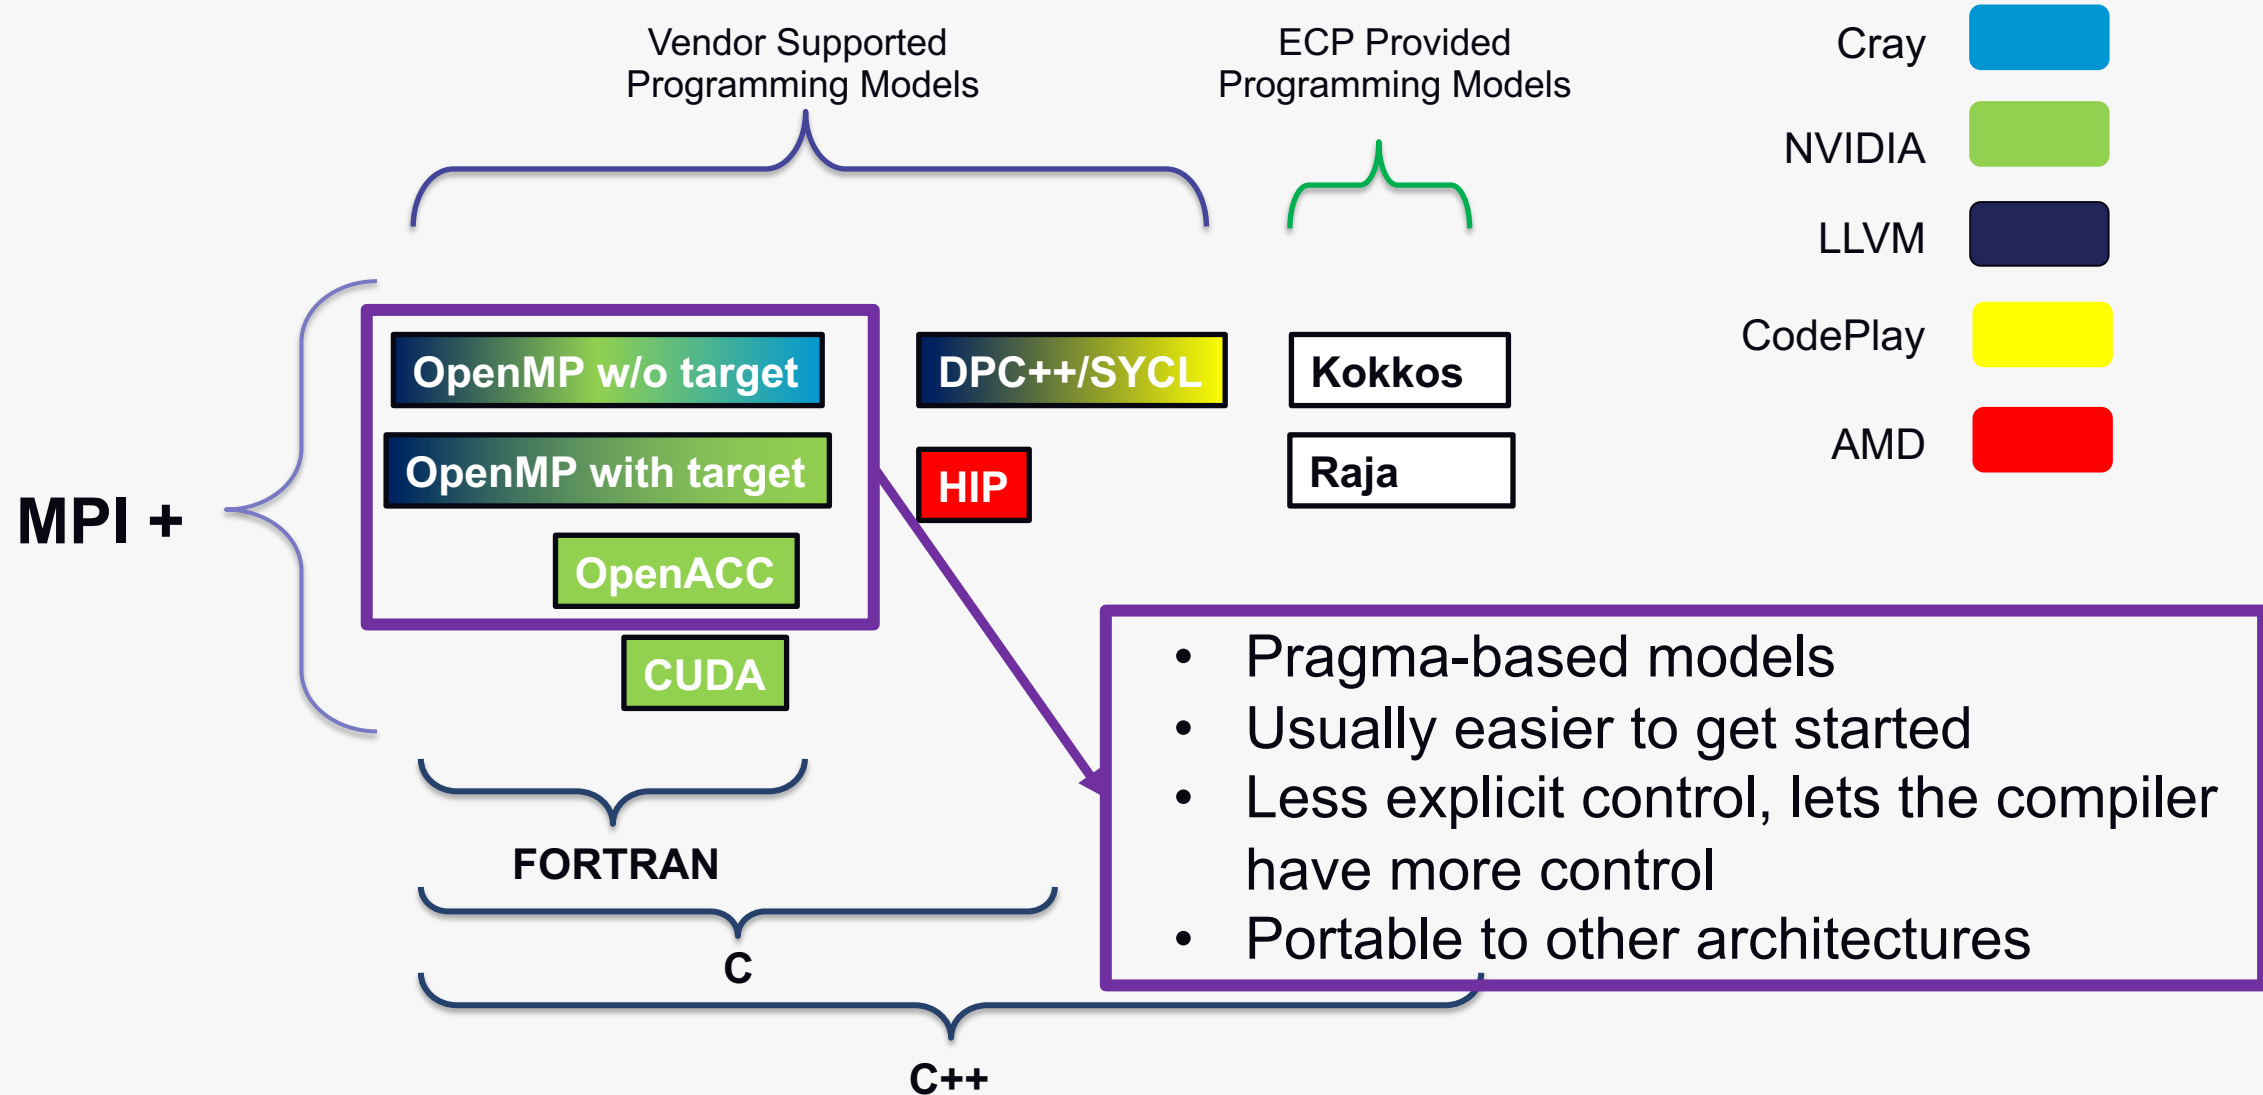 Vendor Supported
Programming Models
ECP Provided
Programming Models
Cray
NVIDIA
LLVM
CodePlay
AMD
MPI +
OpenMP w/o target
DPC++/SYCL
Kokkos
OpenMP with target
HIP
Raja
OpenACC
CUDA
• Pragma-based models
• Usually easier to get started
• Less explicit control, lets the compiler
have more control
• Portable to other architectures
FORTRAN
C
C++